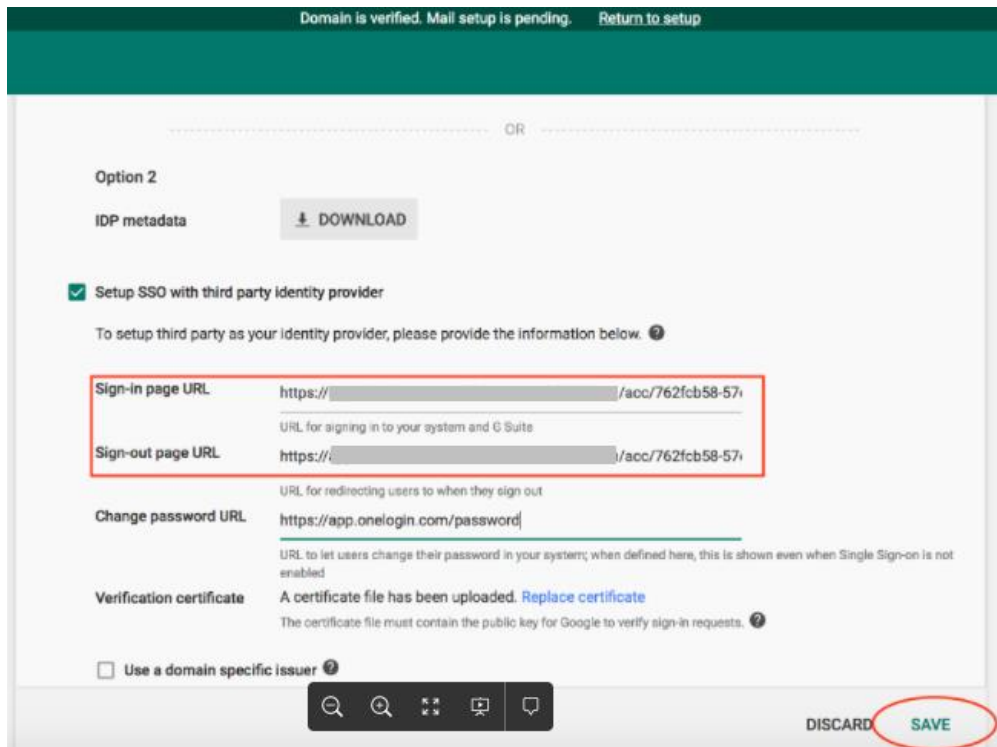 Domain is verified. Mail setup is pending. Return to setup
OR
Option 2
IDP metadata DOWNLOAD
Setup SSO with third party identity provider
To setup third party as your identity provider, please provide the information below.
Sign-in page URL https:// /acc/762fcb58-57
URL for signing in to your system and G Suite
Sign-out page URL https:// /acc/762fcb58-57
URL for redirecting users to when they sign out
Change password URL https://app.onelogin.com/password
URL to let users change their password in your system; when defined here, this is shown even when Single Sign-on is not
enabled
Verification certificate A certificate file has been uploaded. Replace certificate
The certificate file must contain the public key for Google to verify sign-in requests.
Use a domain specific issuer
DISCARD SAVE